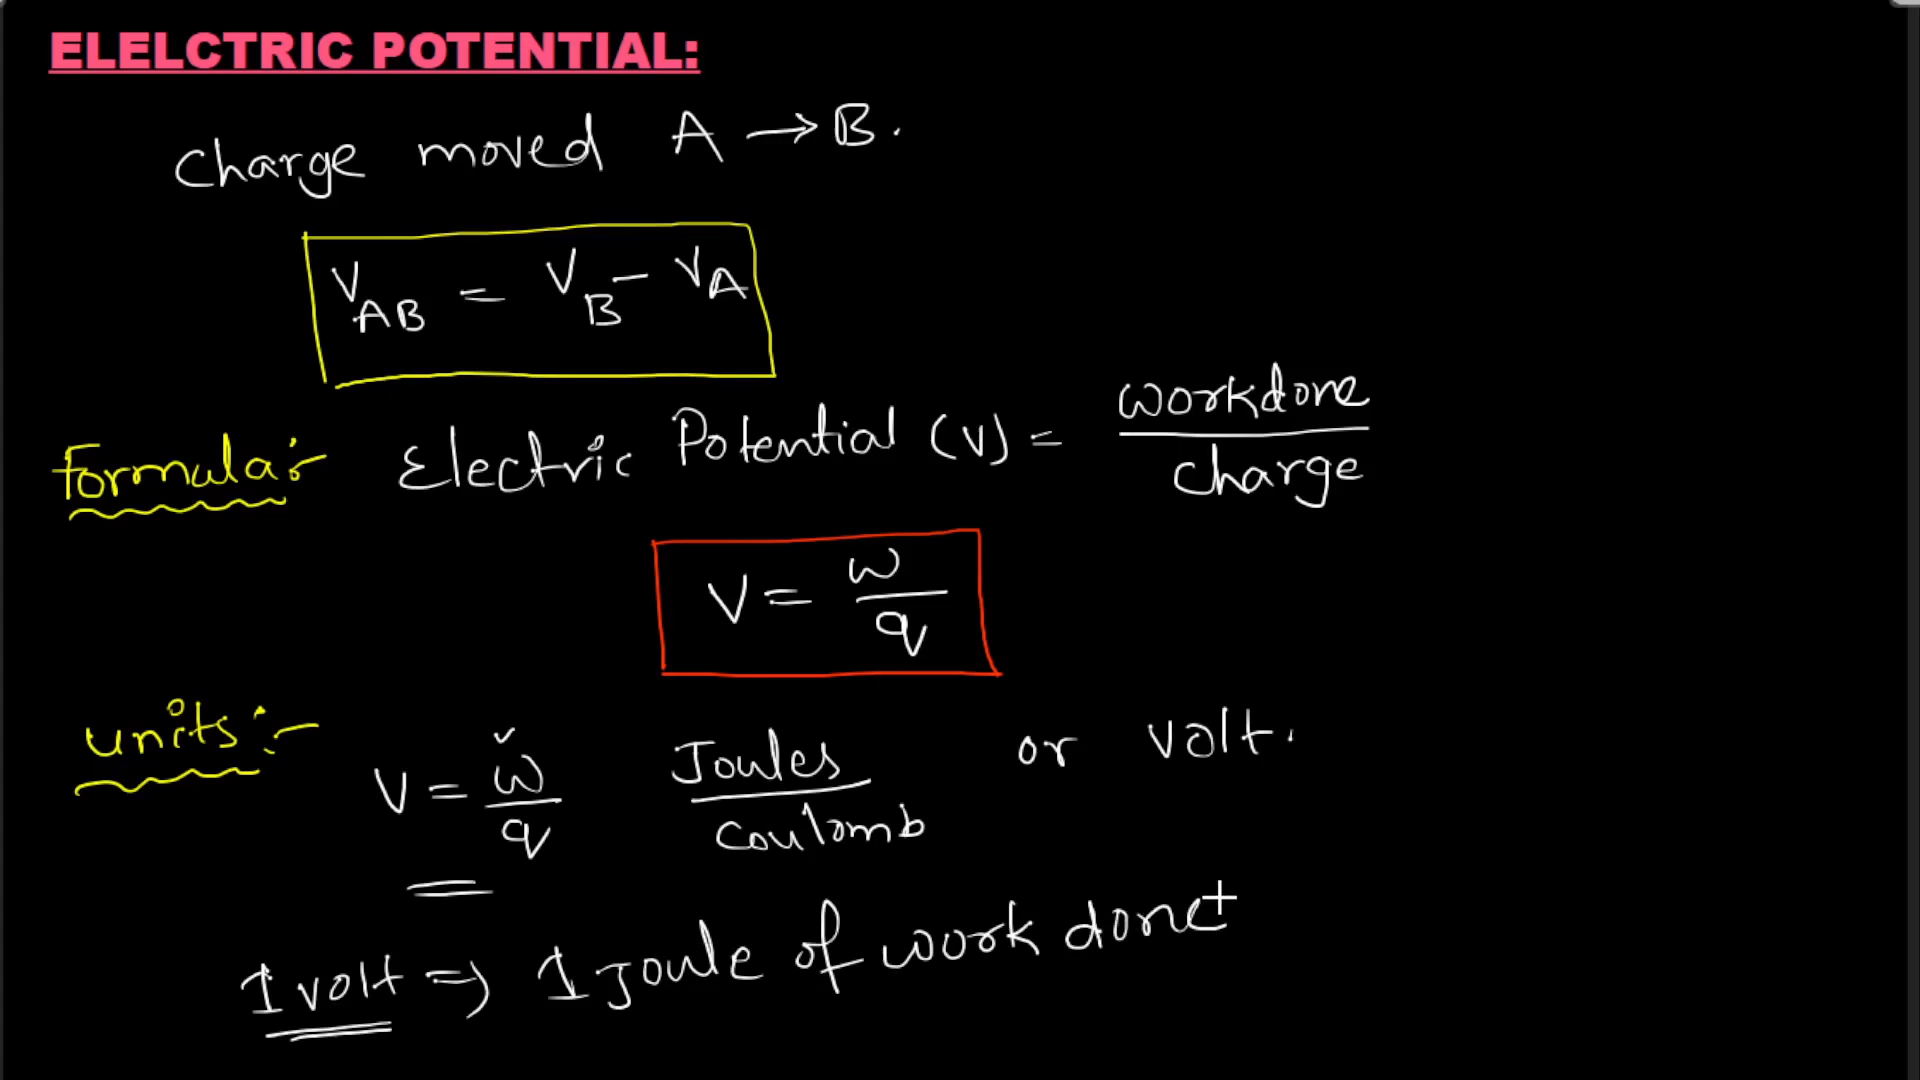 ELELCTRIC POTENTIAL:
Charge moved A → B.
V_AB = V_B - V_A
formula:- Electric Potential (V) = workdone / charge
V = w / q
units:- V = w / q Joules / Coulomb or volt.
1 volt ⇒ 1 Joule of work done